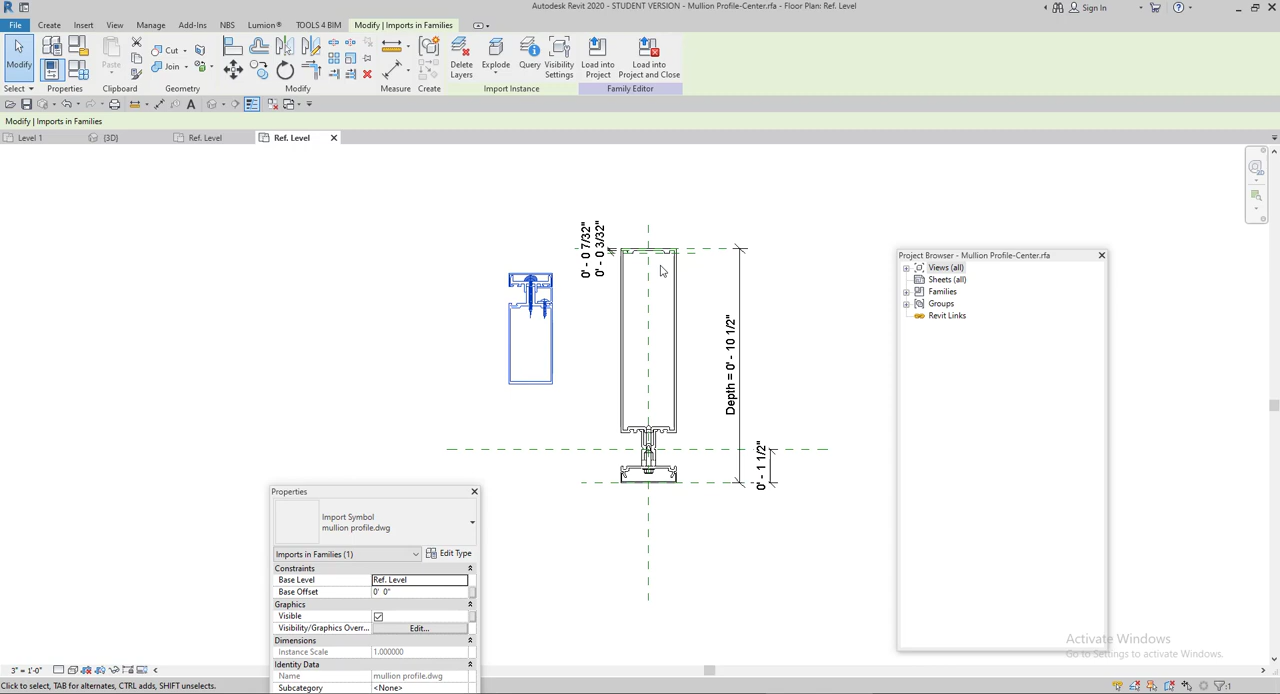 Autodesk Revit 2020 - STUDENT VERSION - Mullion Profile-Center.rfa - Floor Plan: Ref. Level
Sign In
File Create Insert View Manage Add-Ins NBS Lumion® TOOLS 4 BIM Modify | Imports in Families
Modify
Paste
Cut
Join
Delete Layers
Explode
Query
Visibility Settings
Load into Project
Load into Project and Close
Select Properties Clipboard Geometry Modify Measure Create Import Instance Family Editor
Modify | Imports in Families
Level 1 {3D} Ref. Level Ref. Level
0' - 0 7/32"
0' - 0 3/32"
Depth = 0' - 10 1/2"
0' - 1 1/2"
Project Browser - Mullion Profile-Center.rfa
Views (all)
Sheets (all)
Families
Groups
Revit Links
Properties
Import Symbol
mullion profile.dwg
Imports in Families (1) Edit Type
Constraints
Base Level Ref. Level
Base Offset 0' 0"
Graphics
Visible
Visibility/Graphics Overr... Edit...
Dimensions
Instance Scale 1.000000
Identity Data
Name mullion profile.dwg
Subcategory <None>
Activate Windows
Go to Settings to activate Windows.
3" = 1'-0"
Click to select, TAB for alternates, CTRL adds, SHIFT unselects.
:1